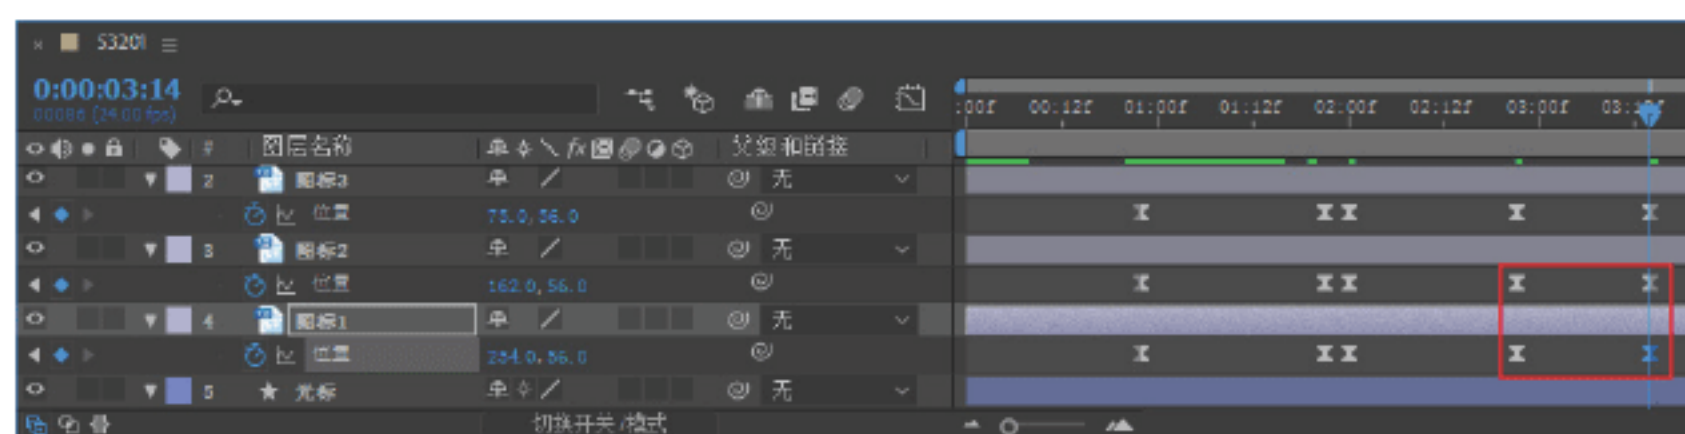 S3201
0:00:03:14
00086 (24.00 fps)
:00f 00:12f 01:00f 01:12f 02:00f 02:12f 03:00f
# 图层名称 父级和链接
2 图标3 无
位置 75.0, 56.0
3 图标2 无
位置 162.0, 56.0
4 图标1 无
位置 254.0, 56.0
5 光标 无
切换开关/模式